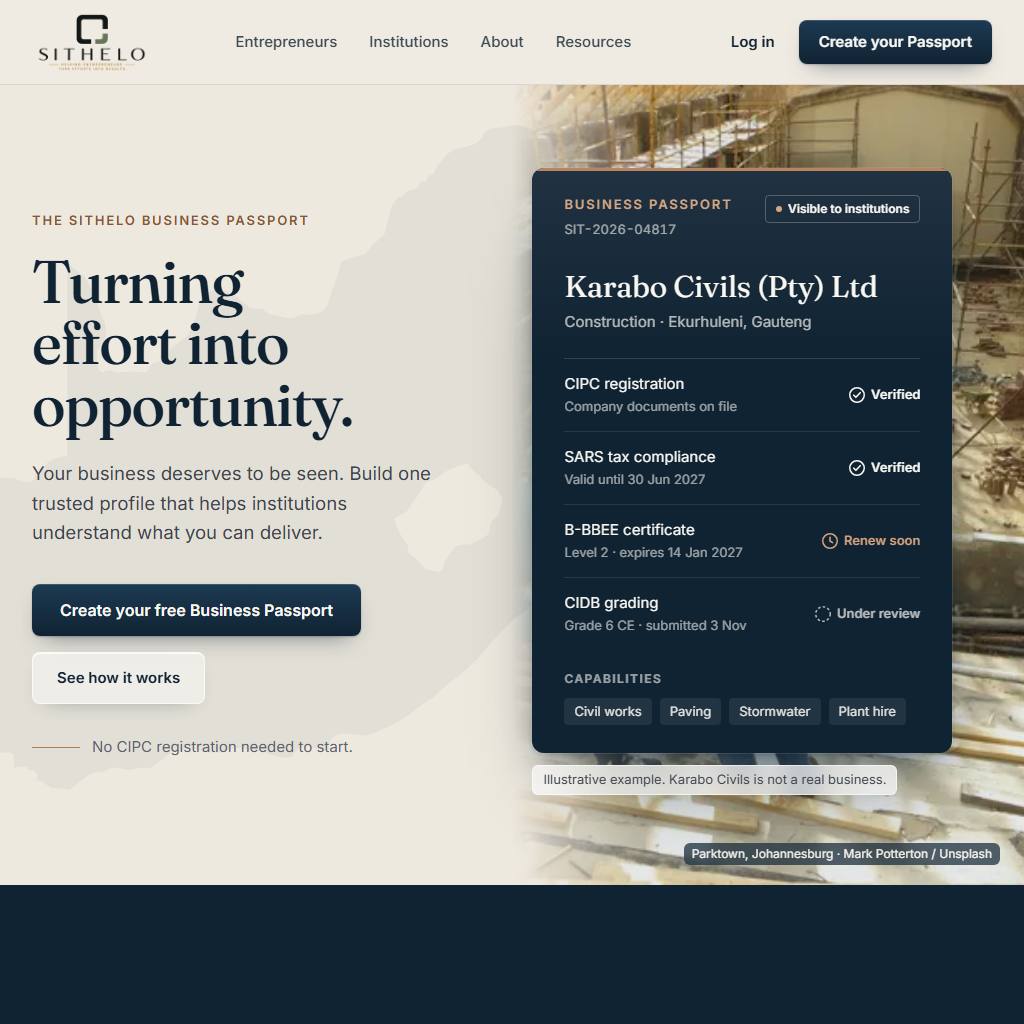 SITHELO
HELPING ENTREPRENEURS
TURN EFFORTS INTO RESULTS
Entrepreneurs
Institutions
About
Resources
Log in
Create your Passport
THE SITHELO BUSINESS PASSPORT
Turning
effort into
opportunity.
Your business deserves to be seen. Build one
trusted profile that helps institutions
understand what you can deliver.
Create your free Business Passport
See how it works
No CIPC registration needed to start.
BUSINESS PASSPORT
Visible to institutions
SIT-2026-04817
Karabo Civils (Pty) Ltd
Construction · Ekurhuleni, Gauteng
CIPC registration
Company documents on file
Verified
SARS tax compliance
Valid until 30 Jun 2027
Verified
B-BBEE certificate
Level 2 · expires 14 Jan 2027
Renew soon
CIDB grading
Grade 6 CE · submitted 3 Nov
Under review
CAPABILITIES
Civil works
Paving
Stormwater
Plant hire
Illustrative example. Karabo Civils is not a real business.
Parktown, Johannesburg · Mark Potterton / Unsplash